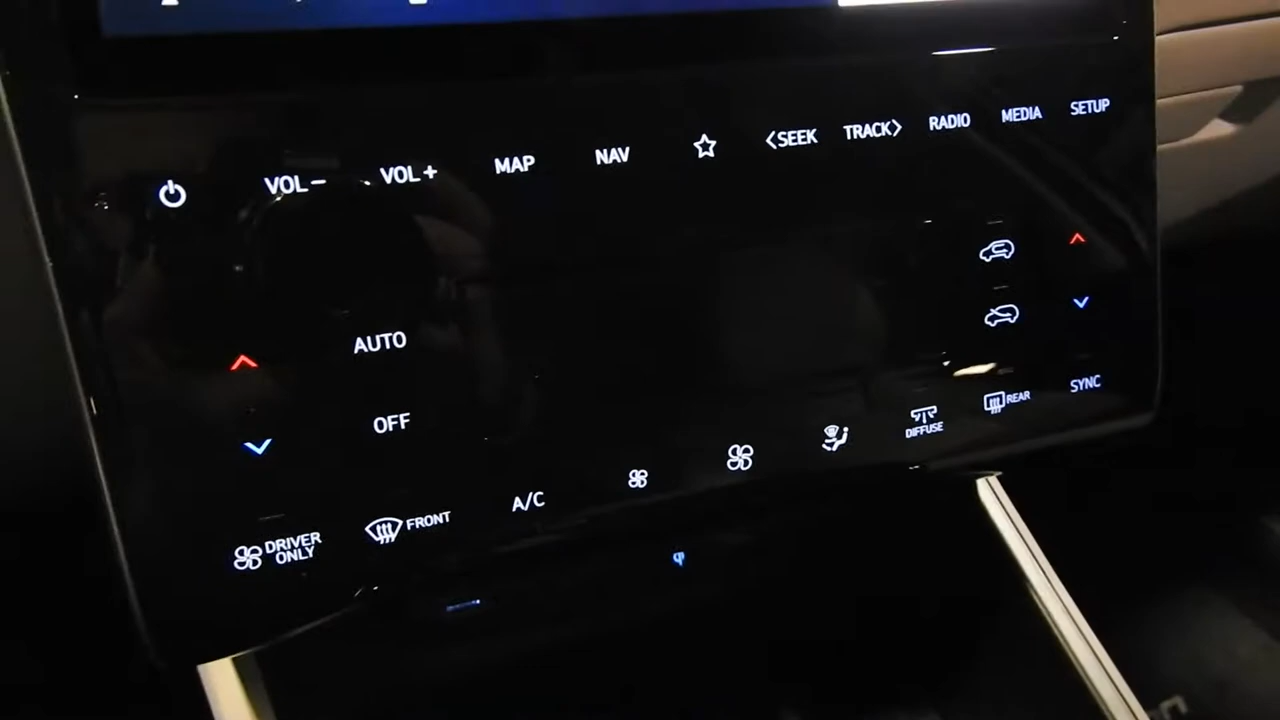 VOL− VOL+ MAP NAV <SEEK TRACK> RADIO MEDIA SETUP
AUTO
OFF
DRIVER ONLY
FRONT
A/C
DIFFUSE
REAR
SYNC